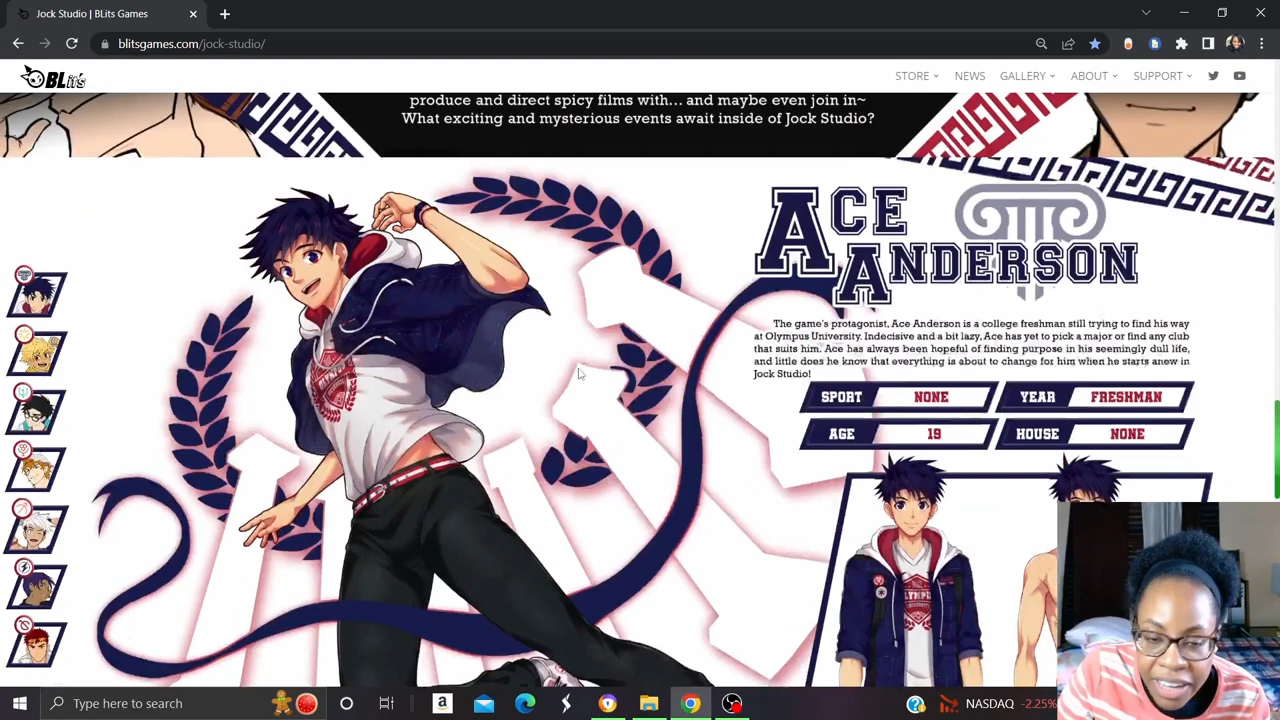 Jock Studio | BLits Games
blitsgames.com/jock-studio/
BLits
STORE
NEWS
GALLERY
ABOUT
SUPPORT
produce and direct spicy films with... and maybe even join in~
What exciting and mysterious events await inside of Jock Studio?
ACE
ANDERSON
The game's protagonist, Ace Anderson is a college freshman still trying to find his way
at Olympus University. Indecisive and a bit lazy, Ace has yet to pick a major or find any club
that suits him. Ace has always been hopeful of finding purpose in his seemingly dull life,
and little does he know that everything is about to change for him when he starts anew in
Jock Studio!
SPORT NONE
YEAR FRESHMAN
AGE 19
HOUSE NONE
Type here to search
NASDAQ -2.25%